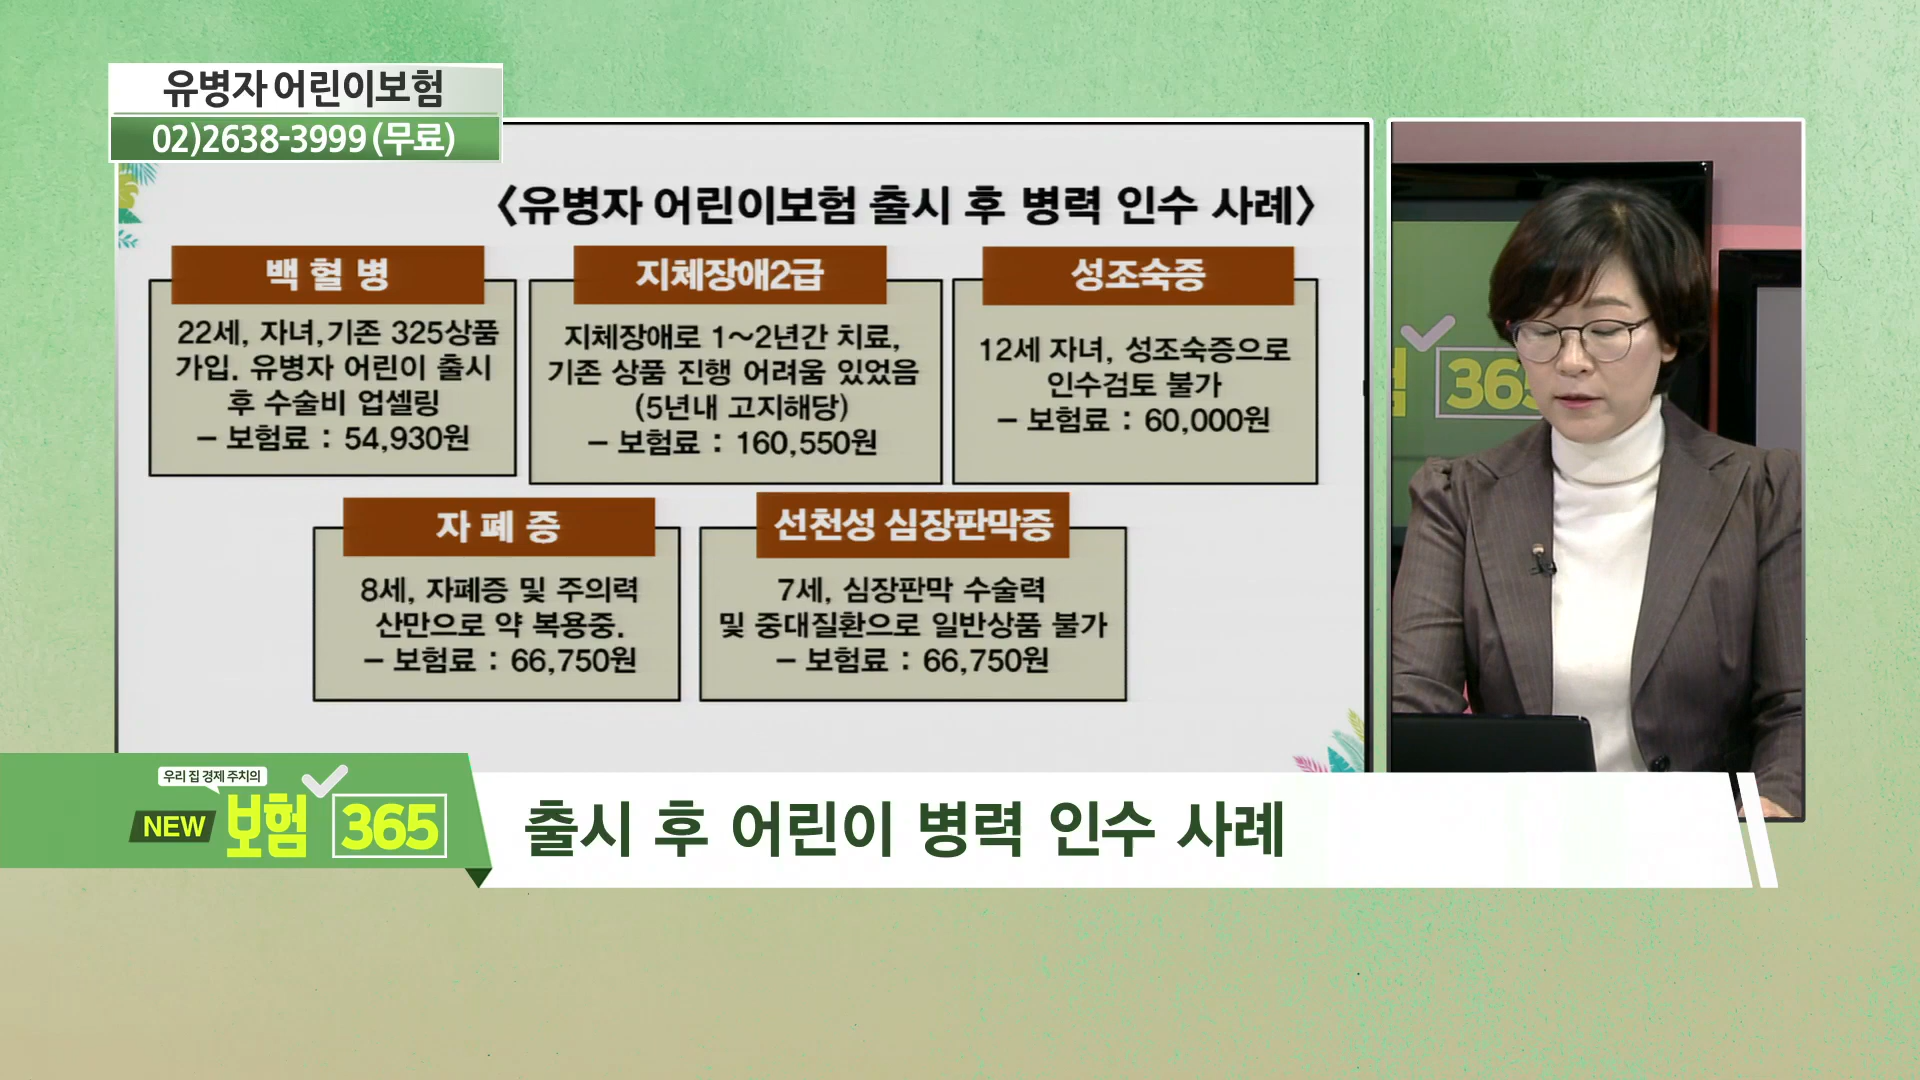 유병자 어린이보험
02)2638-3999 (무료)
<유병자 어린이보험 출시 후 병력 인수 사례>
백 혈 병
22세, 자녀,기존 325상품
가입. 유병자 어린이 출시
후 수술비 업셀링
- 보험료 : 54,930원
지체장애2급
지체장애로 1~2년간 치료,
기존 상품 진행 어려움 있었음
(5년내 고지해당)
- 보험료 : 160,550원
성조숙증
12세 자녀, 성조숙증으로
인수검토 불가
- 보험료 : 60,000원
자 폐 증
8세, 자폐증 및 주의력
산만으로 약 복용중.
- 보험료 : 66,750원
선천성 심장판막증
7세, 심장판막 수술력
및 중대질환으로 일반상품 불가
- 보험료 : 66,750원
험 365
우리 집 경제 주치의
NEW 보험 365
출시 후 어린이 병력 인수 사례